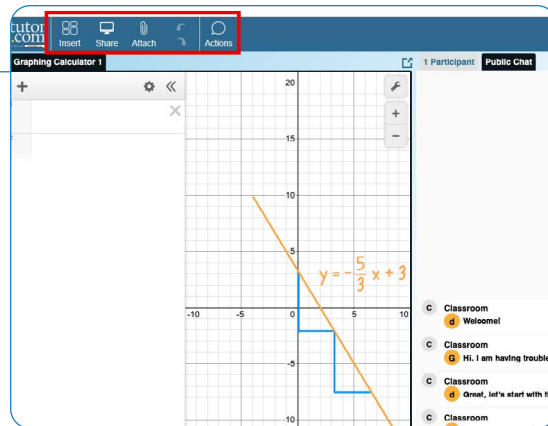 tutor
.com
Insert Share Attach Actions
Graphing Calculator 1
1 Participant Public Chat
20
15
10
5
y = -5/3 x + 3
-10 -5 0 5 10
-5
-10
C Classroom
d Welcome!
C Classroom
G Hi. I am having trouble
C Classroom
d Great, let's start with
C Classroom